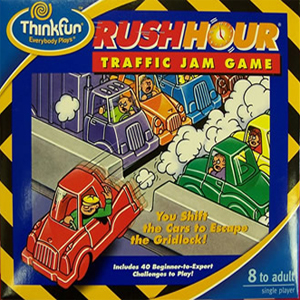 Thinkfun
Everybody Plays
RUSH HOUR
TRAFFIC JAM GAME
You Shift
the Cars to Escape
the Gridlock!
Includes 40 Beginner-to-Expert
Challenges to Play!
8 to adult
single player